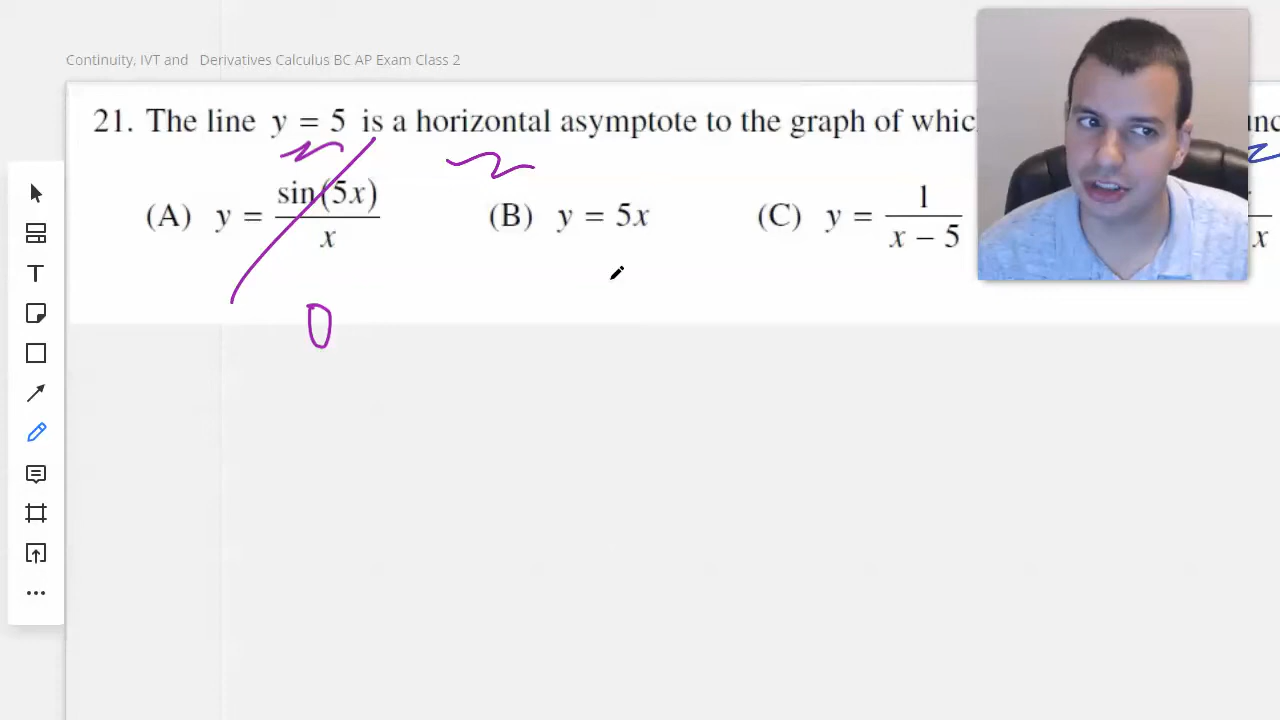 Continuity, IVT and Derivatives Calculus BC AP Exam Class 2
21. The line y = 5 is a horizontal asymptote to the graph of
(A) y = sin(5x)/x (B) y = 5x (C) y = 1/(x − 5) x
0
T